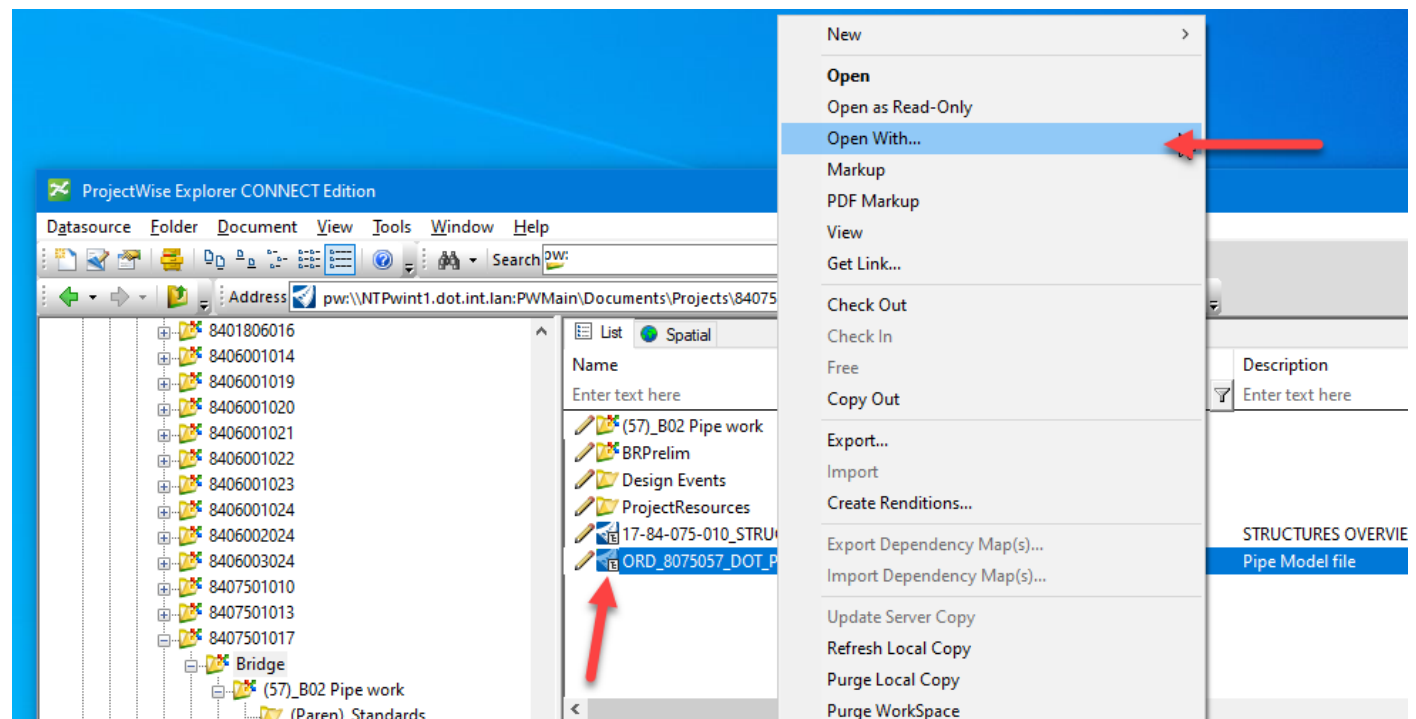 New
Open
Open as Read-Only
Open With...
Markup
PDF Markup
View
Get Link...
Check Out
Check In
Free
Copy Out
Export...
Import
Create Renditions...
Export Dependency Map(s)...
Import Dependency Map(s)...
Update Server Copy
Refresh Local Copy
Purge Local Copy
Purge WorkSpace
ProjectWise Explorer CONNECT Edition
Datasource Folder Document View Tools Window Help
Search pw:
Address pw:\\NTPwint1.dot.int.lan:PWMain\Documents\Projects\84075
8401806016
8406001014
8406001019
8406001020
8406001021
8406001022
8406001023
8406001024
8406002024
8406003024
8407501010
8407501013
8407501017
Bridge
(57)_B02 Pipe work
(Paren) Standards
List Spatial
Name Description
Enter text here Enter text here
(57)_B02 Pipe work
BRPrelim
Design Events
ProjectResources
17-84-075-010_STRU STRUCTURES OVERVIE
ORD_8075057_DOT_P Pipe Model file